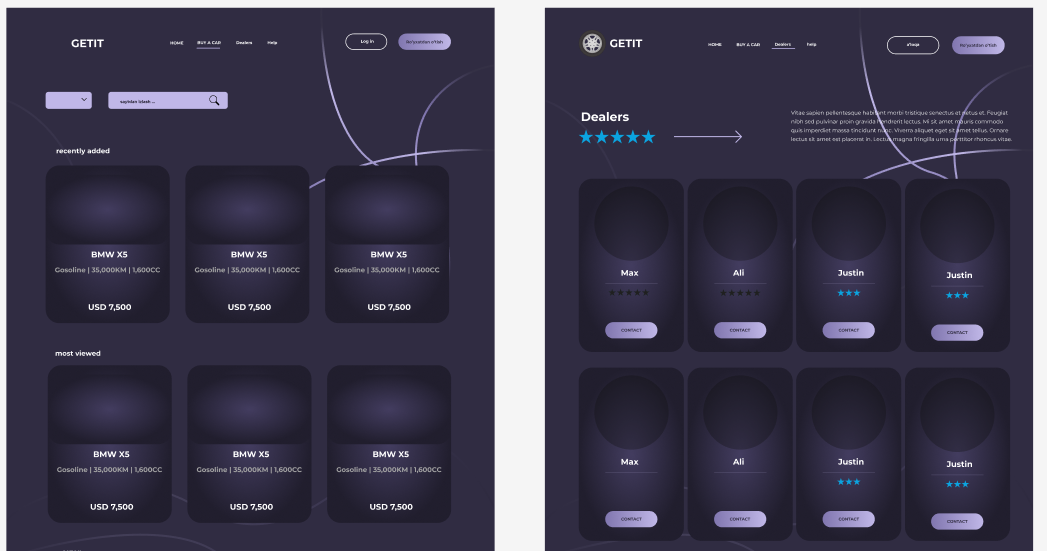 GETIT
HOME BUY A CAR Dealers Help
Log in
Ro'yxatdan o'tish
saytdan izlash ...
recently added
BMW X5 BMW X5 BMW X5
Gosoline | 35,000KM | 1,600CC Gosoline | 35,000KM | 1,600CC Gosoline | 35,000KM | 1,600CC
USD 7,500 USD 7,500 USD 7,500
most viewed
BMW X5 BMW X5 BMW X5
Gosoline | 35,000KM | 1,600CC Gosoline | 35,000KM | 1,600CC Gosoline | 35,000KM | 1,600CC
USD 7,500 USD 7,500 USD 7,500
GETIT
HOME BUY A CAR Dealers help
Ro'yxatdan o'tish
Dealers
Vitae sapien pellentesque habitant morbi tristique senectus et netus et. Feugiat
nibh sed pulvinar proin gravida hendrerit lectus. Mi sit amet mauris commodo
quis imperdiet massa tincidunt nunc. Viverra aliquet eget sit amet tellus. Ornare
lectus sit amet est placerat in. Lectus magna fringilla urna porttitor rhoncus vitae.
Max Ali Justin Justin
CONTACT CONTACT CONTACT CONTACT
Max Ali Justin Justin
CONTACT CONTACT CONTACT CONTACT